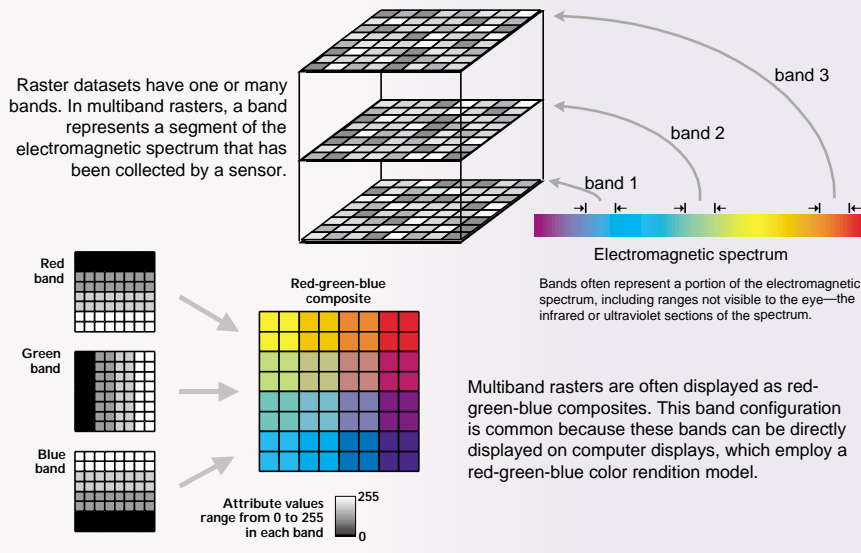 Raster datasets have one or many
bands. In multiband rasters, a band
represents a segment of the
electromagnetic spectrum that has
been collected by a sensor.
band 3
band 2
band 1
Electromagnetic spectrum
Bands often represent a portion of the electromagnetic
spectrum, including ranges not visible to the eye—the
infrared or ultraviolet sections of the spectrum.
Red
band
Green
band
Blue
band
Red-green-blue
composite
Attribute values
range from 0 to 255
in each band
255
0
Multiband rasters are often displayed as red-
green-blue composites. This band configuration
is common because these bands can be directly
displayed on computer displays, which employ a
red-green-blue color rendition model.